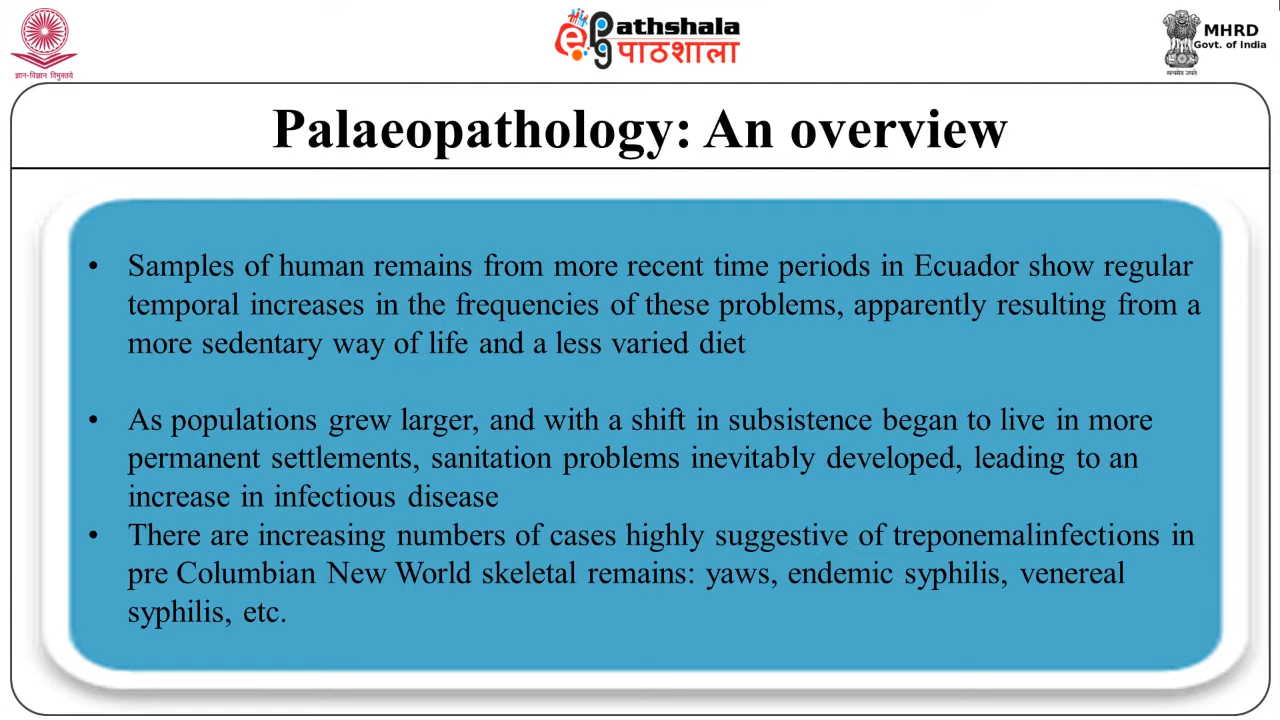 ज्ञान-विज्ञान विमुक्तये
ePathshala
पाठशाला
MHRD
Govt. of India
सत्यमेव जयते
Palaeopathology: An overview
• Samples of human remains from more recent time periods in Ecuador show regular
temporal increases in the frequencies of these problems, apparently resulting from a
more sedentary way of life and a less varied diet
• As populations grew larger, and with a shift in subsistence began to live in more
permanent settlements, sanitation problems inevitably developed, leading to an
increase in infectious disease
• There are increasing numbers of cases highly suggestive of treponemalinfections in
pre Columbian New World skeletal remains: yaws, endemic syphilis, venereal
syphilis, etc.